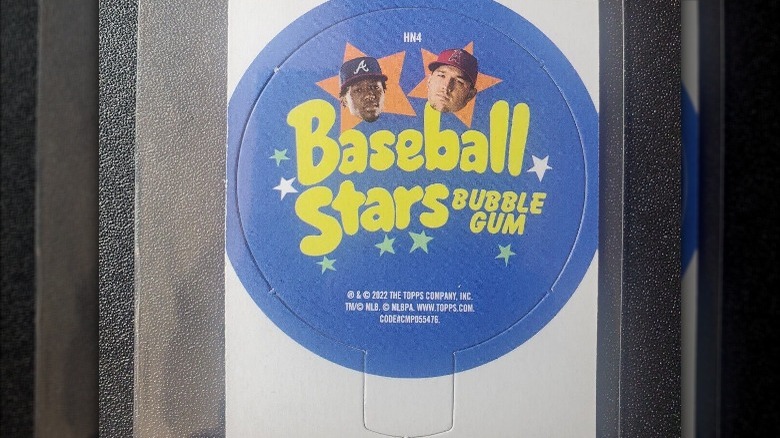 HN4
A
A
Baseball
Stars BUBBLE
GUM
® & © 2022 THE TOPPS COMPANY, INC.
TM/© MLB. © MLBPA. WWW.TOPPS.COM.
CODE#CMP055476.